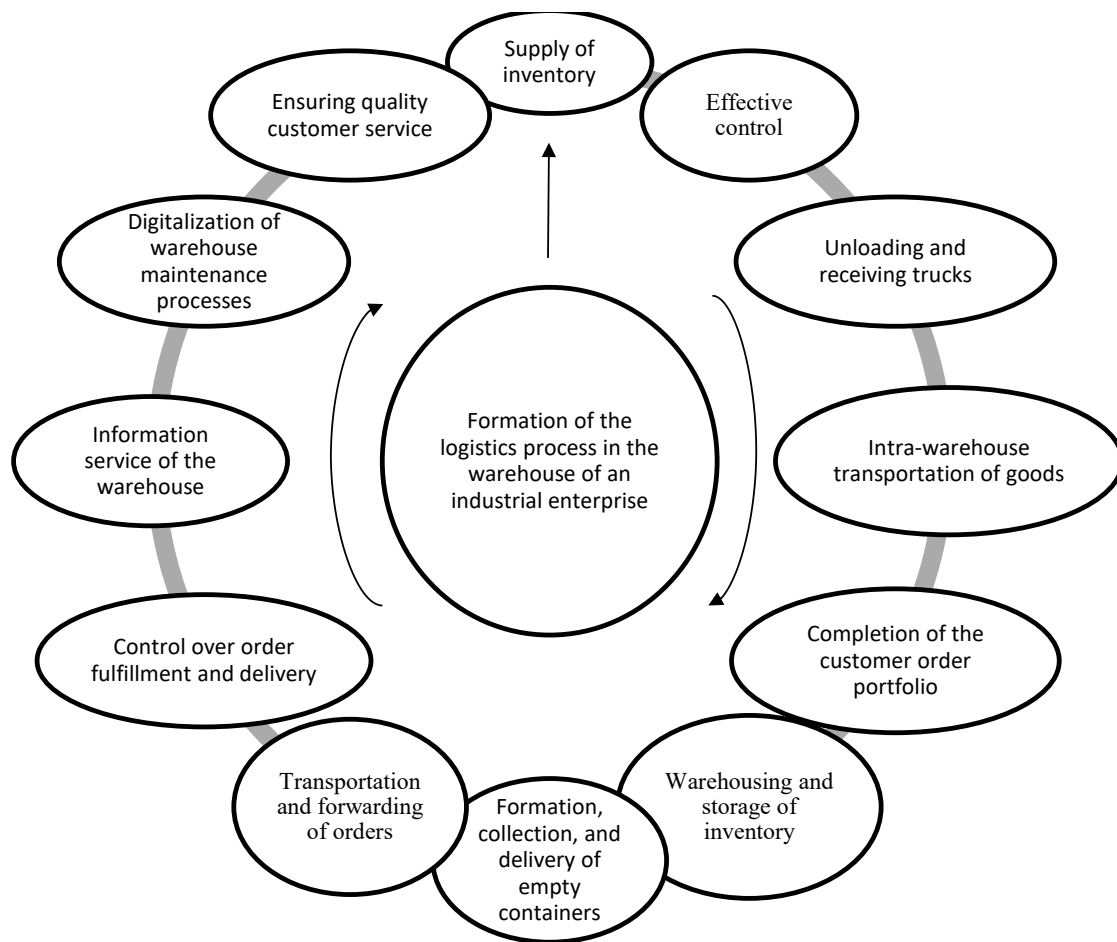 Supply of
inventory
Effective
control
Unloading and
receiving trucks
Intra-warehouse
transportation of goods
Completion of the
customer order
portfolio
Warehousing and
storage of
inventory
Formation,
collection, and
delivery of
empty
containers
Transportation
and forwarding
of orders
Control over order
fulfillment and delivery
Information
service of the
warehouse
Digitalization of
warehouse
maintenance
processes
Ensuring quality
customer service
Formation of the
logistics process in the
warehouse of an
industrial enterprise